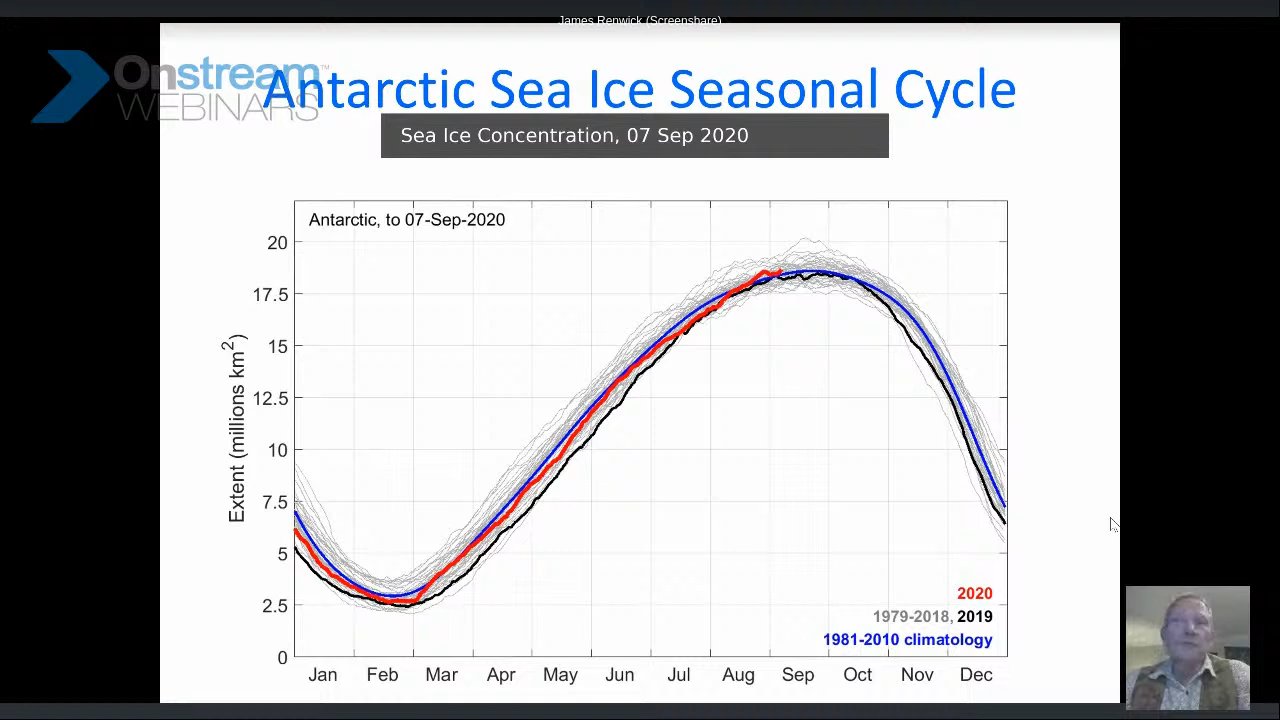 James Renwick (Screenshare)
Onstream™
WEBINARS
Antarctic Sea Ice Seasonal Cycle
Sea Ice Concentration, 07 Sep 2020
Antarctic, to 07-Sep-2020
Extent (millions km²)
20
17.5
15
12.5
10
7.5
5
2.5
0
Jan Feb Mar Apr May Jun Jul Aug Sep Oct Nov Dec
2020
1979-2018, 2019
1981-2010 climatology